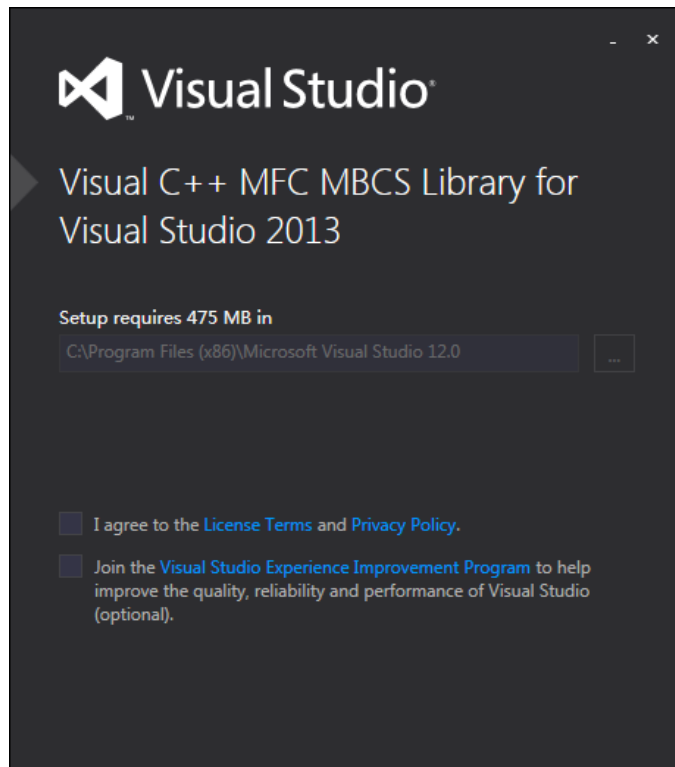 Visual Studio®
™
Visual C++ MFC MBCS Library for
Visual Studio 2013
Setup requires 475 MB in
C:\Program Files (x86)\Microsoft Visual Studio 12.0
...
I agree to the License Terms and Privacy Policy.
Join the Visual Studio Experience Improvement Program to help
improve the quality, reliability and performance of Visual Studio
(optional).